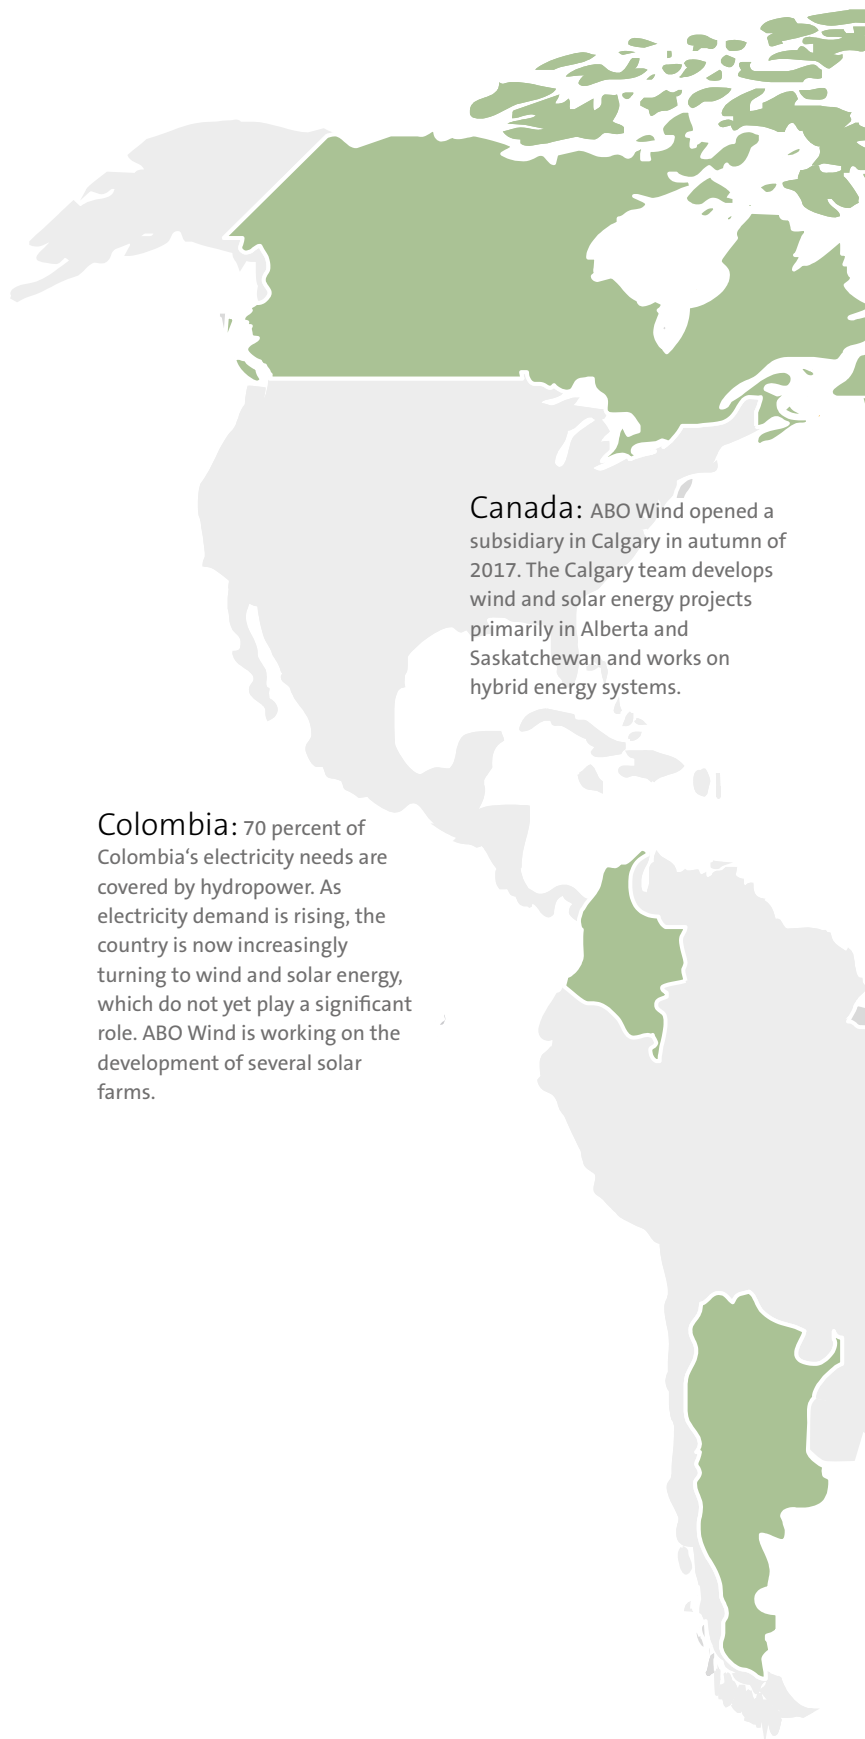 Canada: ABO Wind opened a
subsidiary in Calgary in autumn of
2017. The Calgary team develops
wind and solar energy projects
primarily in Alberta and
Saskatchewan and works on
hybrid energy systems.
Colombia: 70 percent of
Colombia‘s electricity needs are
covered by hydropower. As
electricity demand is rising, the
country is now increasingly
turning to wind and solar energy,
which do not yet play a significant
role. ABO Wind is working on the
development of several solar
farms.